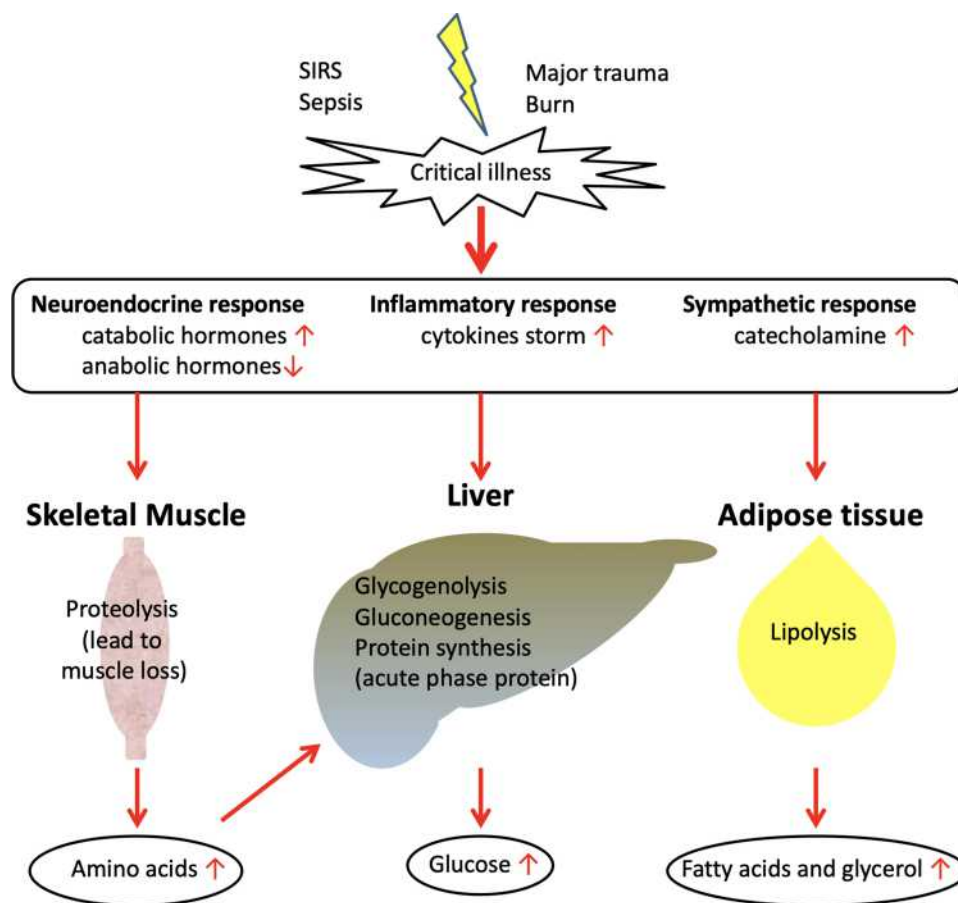 SIRS
Sepsis
Major trauma
Burn
Critical illness
Neuroendocrine response
catabolic hormones ↑
anabolic hormones↓
Inflammatory response
cytokines storm ↑
Sympathetic response
catecholamine ↑
Skeletal Muscle
Proteolysis
(lead to
muscle loss)
Liver
Glycogenolysis
Gluconeogenesis
Protein synthesis
(acute phase protein)
Adipose tissue
Lipolysis
Amino acids ↑
Glucose ↑
Fatty acids and glycerol ↑